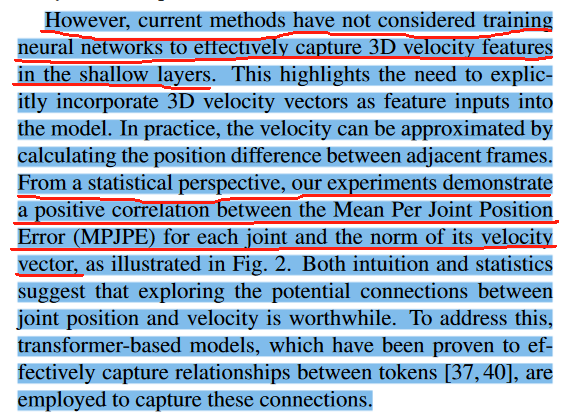 However, current methods have not considered training
neural networks to effectively capture 3D velocity features
in the shallow layers. This highlights the need to explic-
itly incorporate 3D velocity vectors as feature inputs into
the model. In practice, the velocity can be approximated by
calculating the position difference between adjacent frames.
From a statistical perspective, our experiments demonstrate
a positive correlation between the Mean Per Joint Position
Error (MPJPE) for each joint and the norm of its velocity
vector, as illustrated in Fig. 2. Both intuition and statistics
suggest that exploring the potential connections between
joint position and velocity is worthwhile. To address this,
transformer-based models, which have been proven to ef-
fectively capture relationships between tokens [37, 40], are
employed to capture these connections.